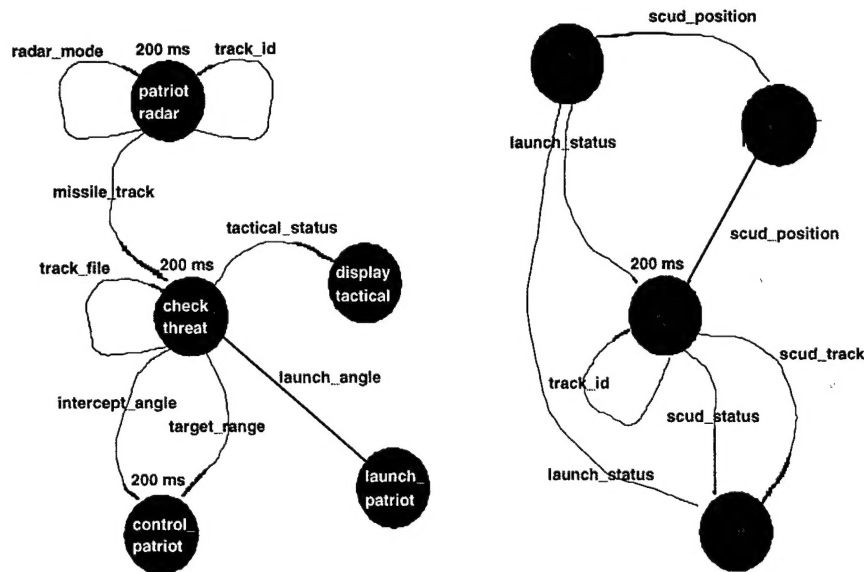 200 ms
radar_mode
track_id
patriot
radar
missile_track
tactical_status
track_file
200 ms
display
tactical
check
threat
launch_angle
intercept_angle
target_range
200 ms
launch_
patriot
control_
patriot
scud_position
launch_status
scud_position
200 ms
scud_track
track_id
scud_status
launch_status